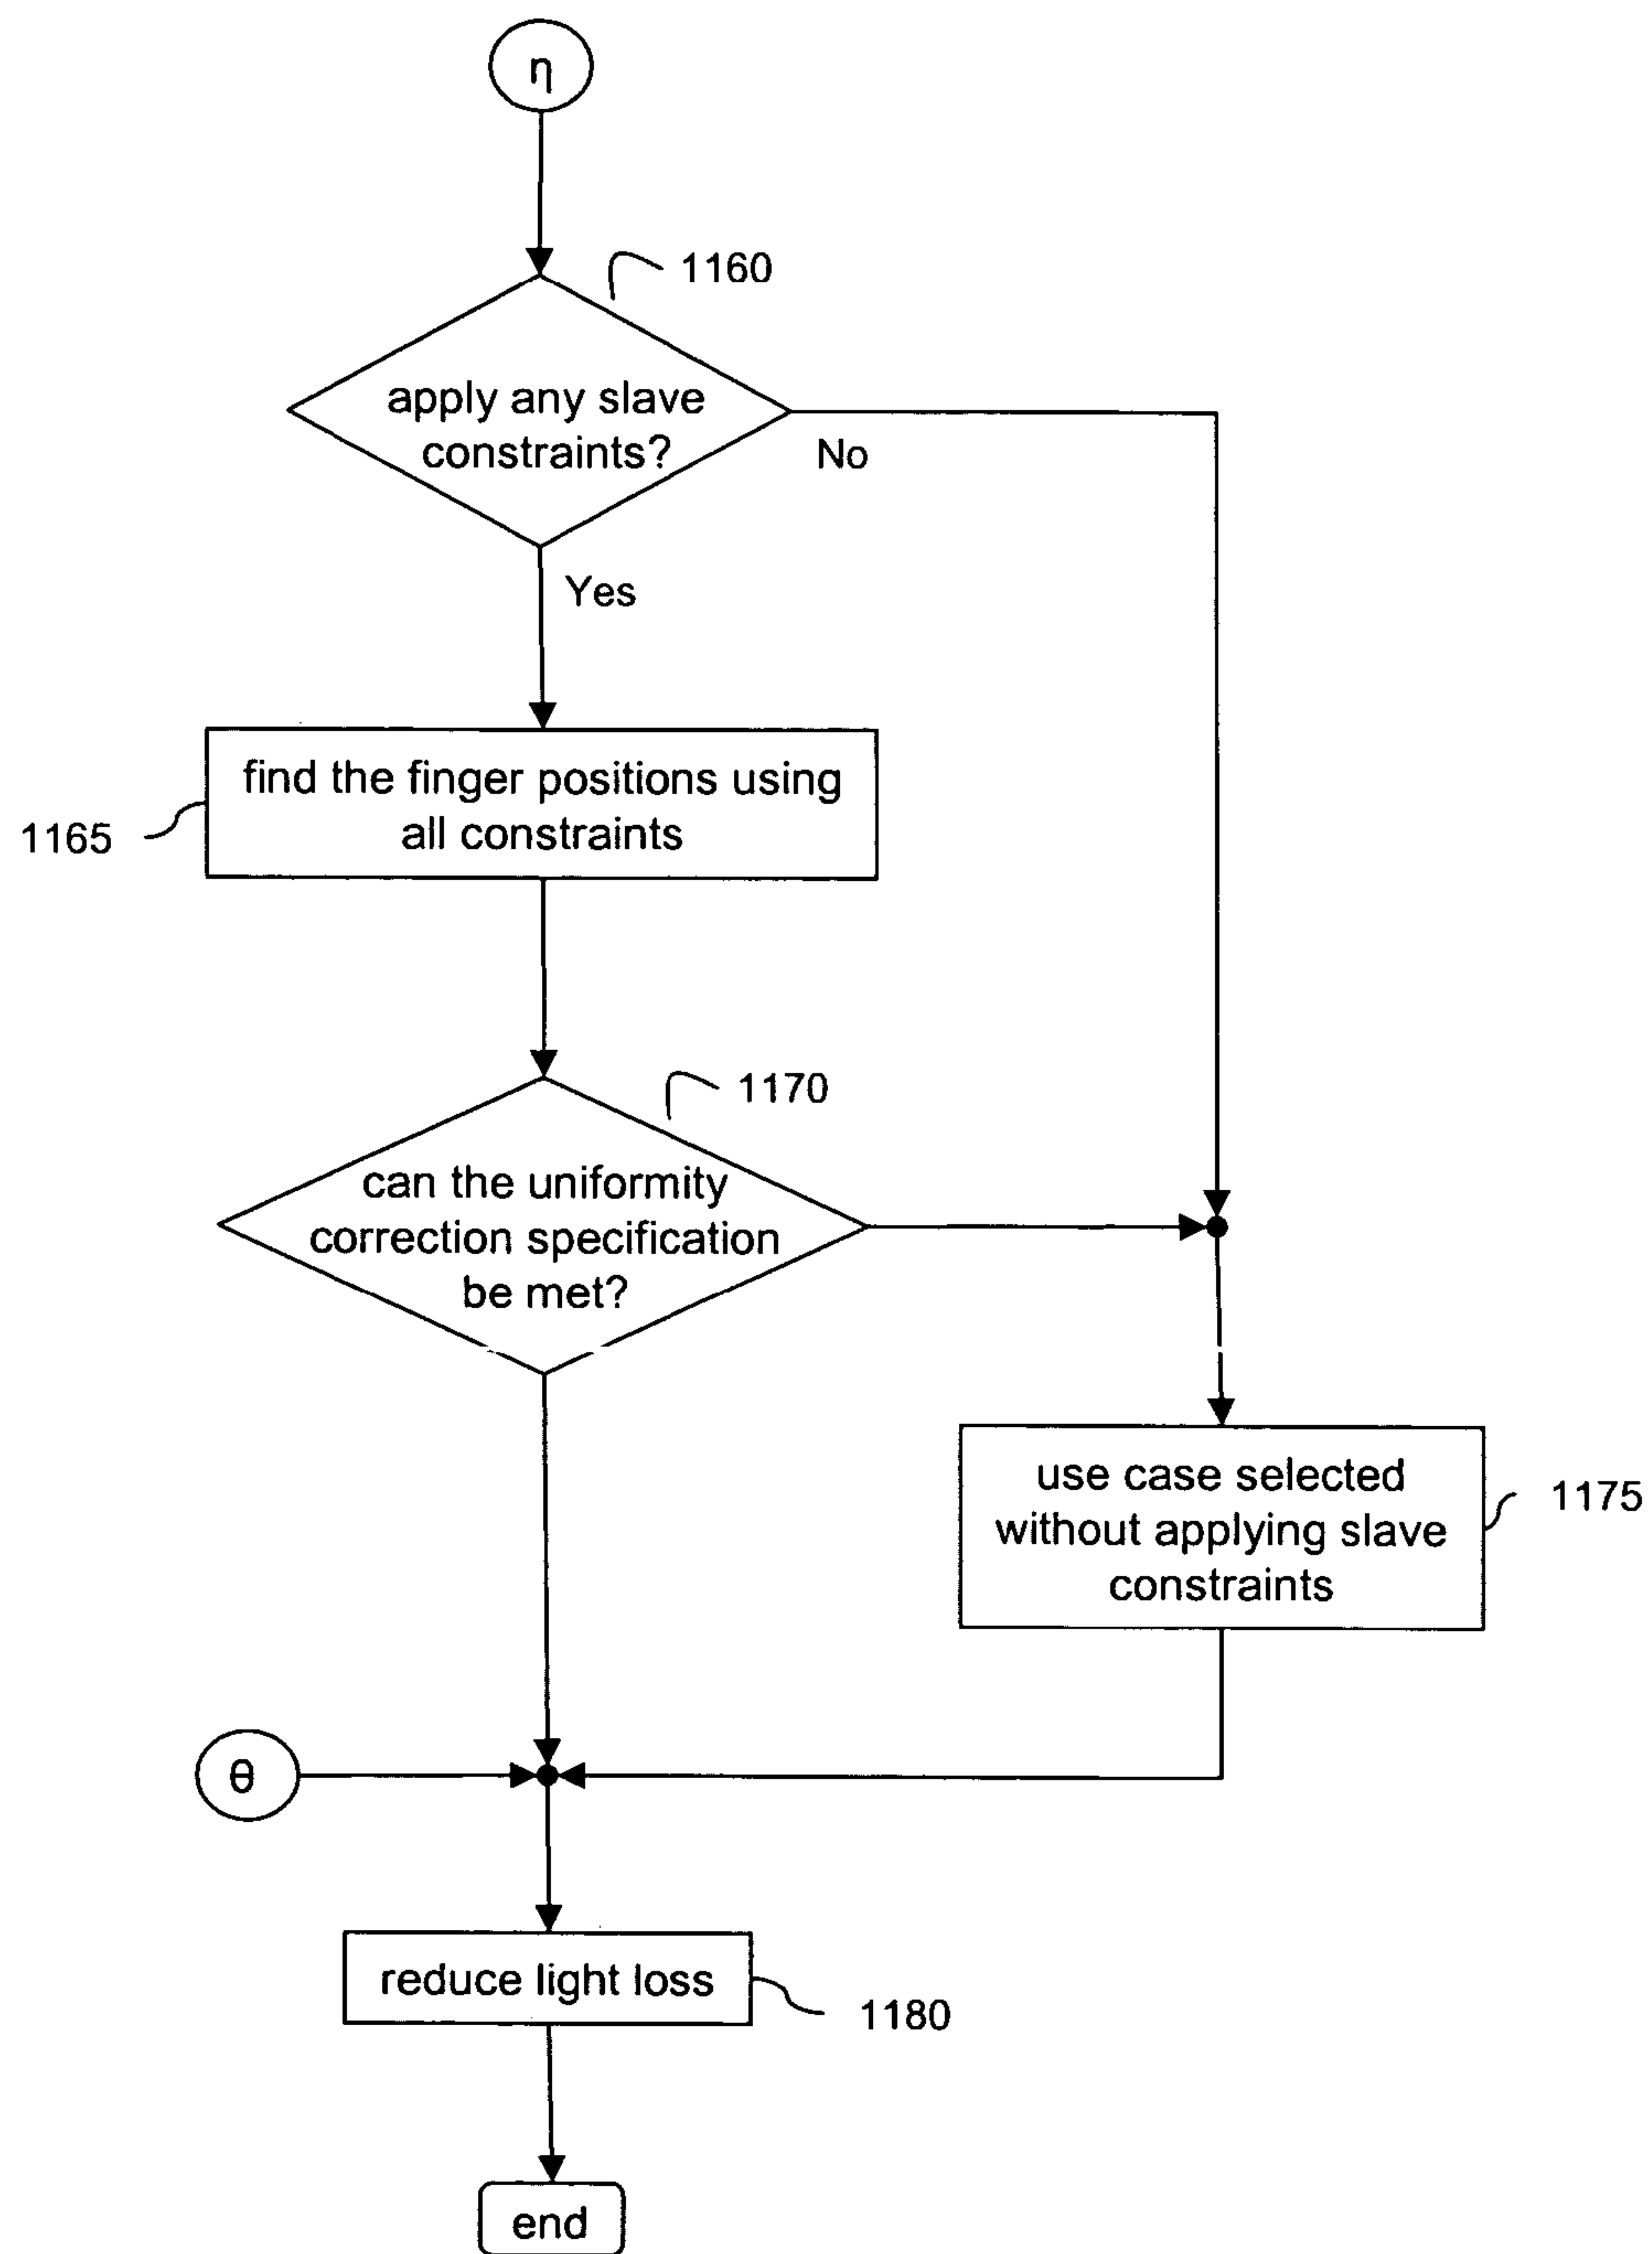 η
1160
apply any slave
constraints?
No
Yes
find the finger positions using
all constraints
1165
1170
can the uniformity
correction specification
be met?
use case selected
without applying slave
constraints
1175
θ
reduce light loss
1180
end